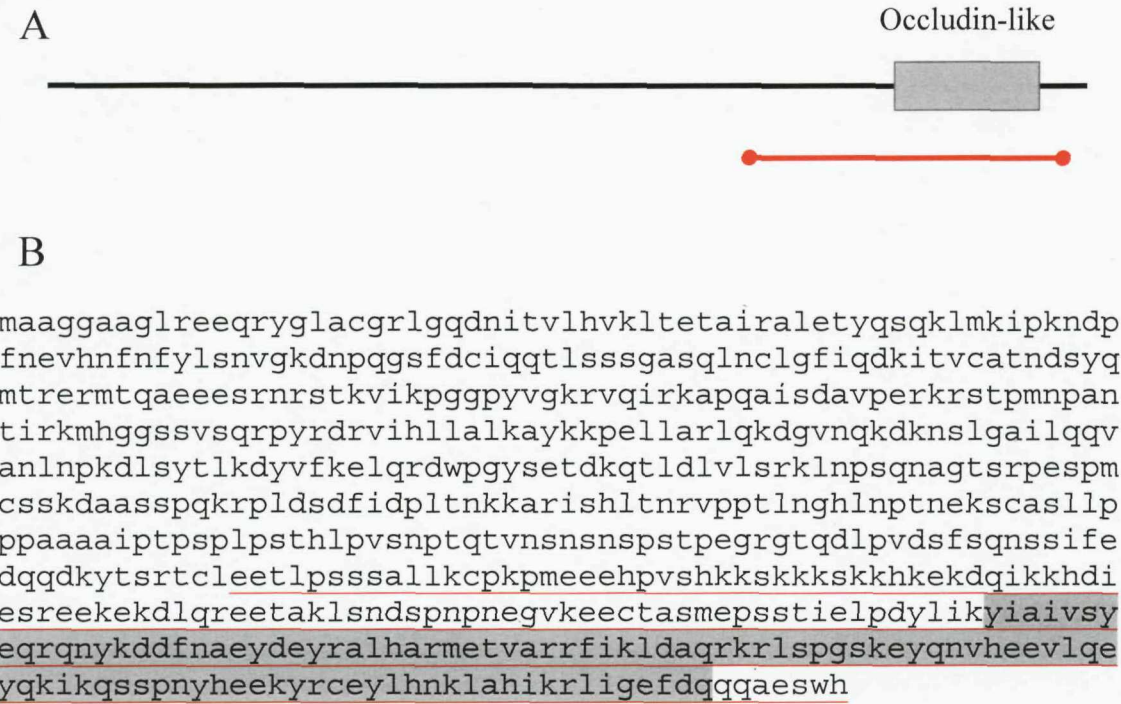 A
Occludin-like
B
maaggaaglreeqryglacgrlgqdnitvlhvkltetairaletyqsqklmkipkndp
fnevhnfnfylsnvgkdnpqgsfdciqqtlsssgasqlnclgfiqdkitvcatndsyq
mtrermtqaeeesrnrstkvikpggpyvgkrvqirkapqaisdavperkrstpmnpan
tirkmhggssvsqrpyrdrvihllalkaykkpellarlqkdgvnqkdknslgailqqv
anlnpkdlsytlkdyvfkelqrdwpgysetdkqtldlvlsrklnpsqnagtsrpespm
csskdaasspqkrpldsdfidpltnkkarishltnrvpptlnghlnptnekscasllp
ppaaaaiptpsplpsthlpvsnptqtvnsnsnspstpegrgtqdlpvdsfsqnssife
dqqdkytsrtcleetlpsssallkcpkpmeeehpvshkkskkkskkhkekdqikkhdi
esreekekdlqreetaklsndspnpnegvkeectasmepsstielpdylikyiaivsy
eqrqnykddfnaeydeyralharmetvarrfikldaqrkrlspgskeyqnvheevlqe
yqkikqsspnyheekyrceylhnklahikrligefdqqqaeswh